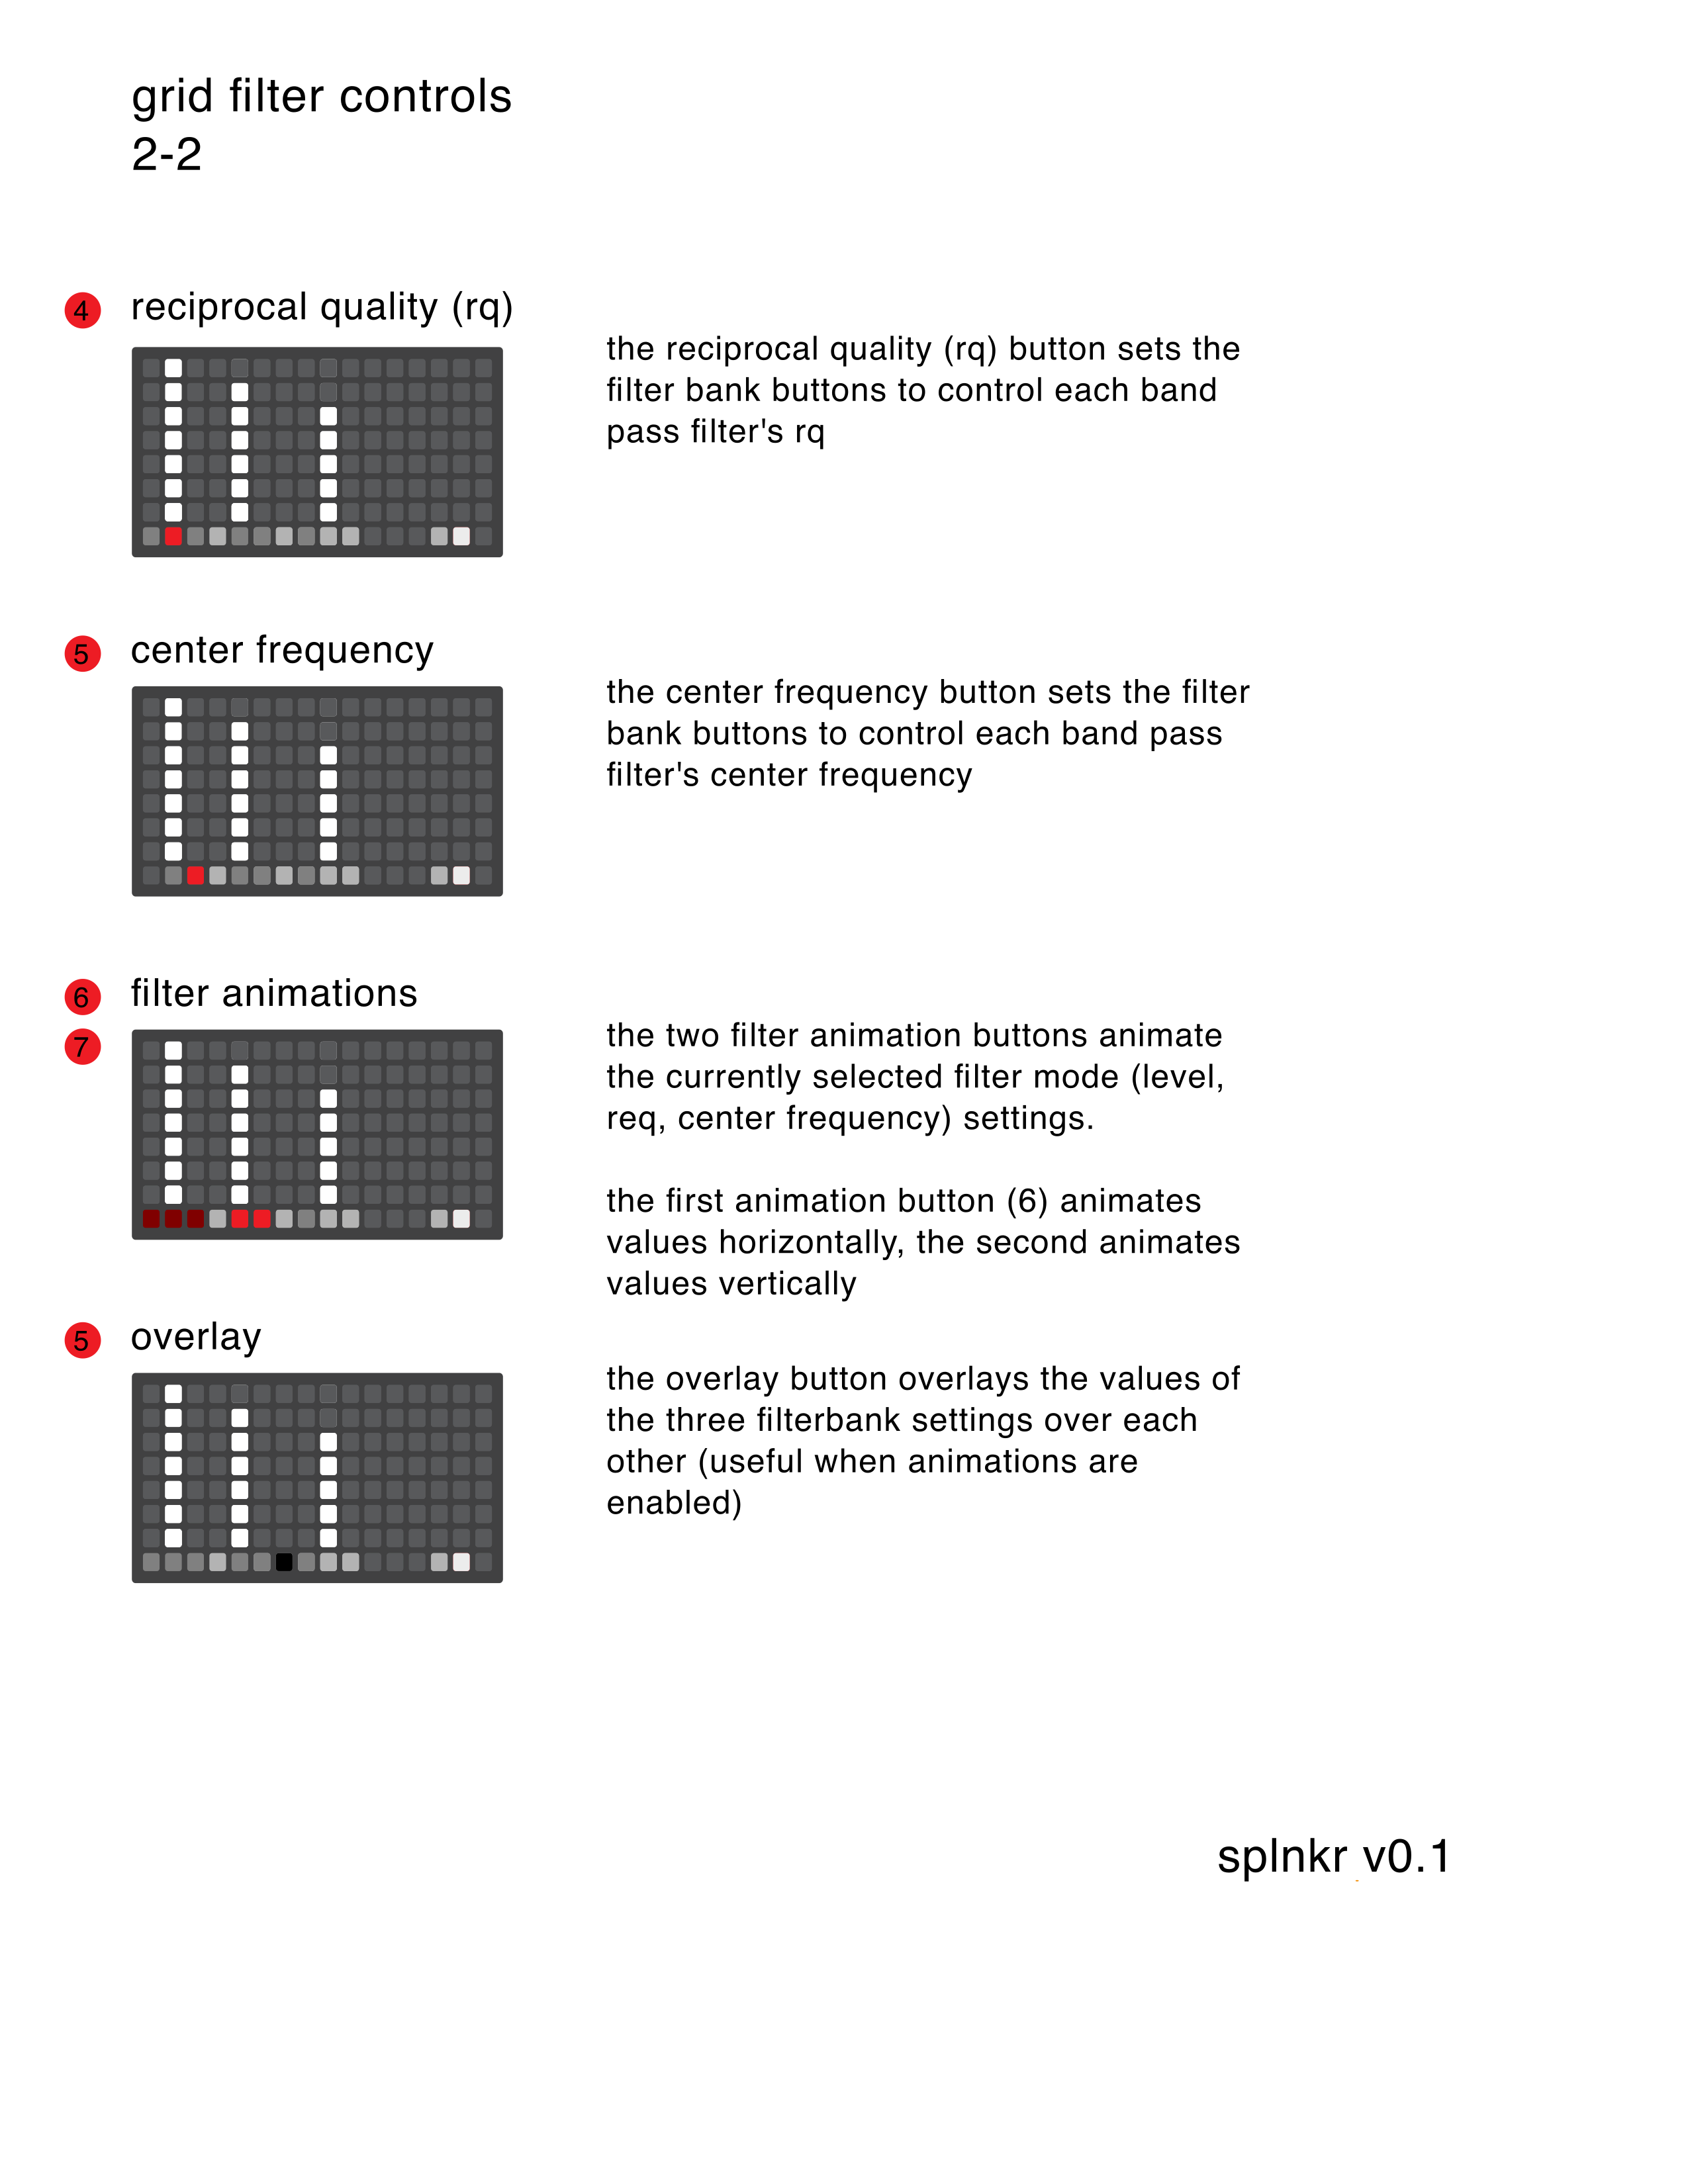 grid filter controls
2-2
4 reciprocal quality (rq)
the reciprocal quality (rq) button sets the
filter bank buttons to control each band
pass filter's rq
5 center frequency
the center frequency button sets the filter
bank buttons to control each band pass
filter's center frequency
6 filter animations
7
the two filter animation buttons animate
the currently selected filter mode (level,
req, center frequency) settings.
the first animation button (6) animates
values horizontally, the second animates
values vertically
5 overlay
the overlay button overlays the values of
the three filterbank settings over each
other (useful when animations are
enabled)
splnkr v0.1